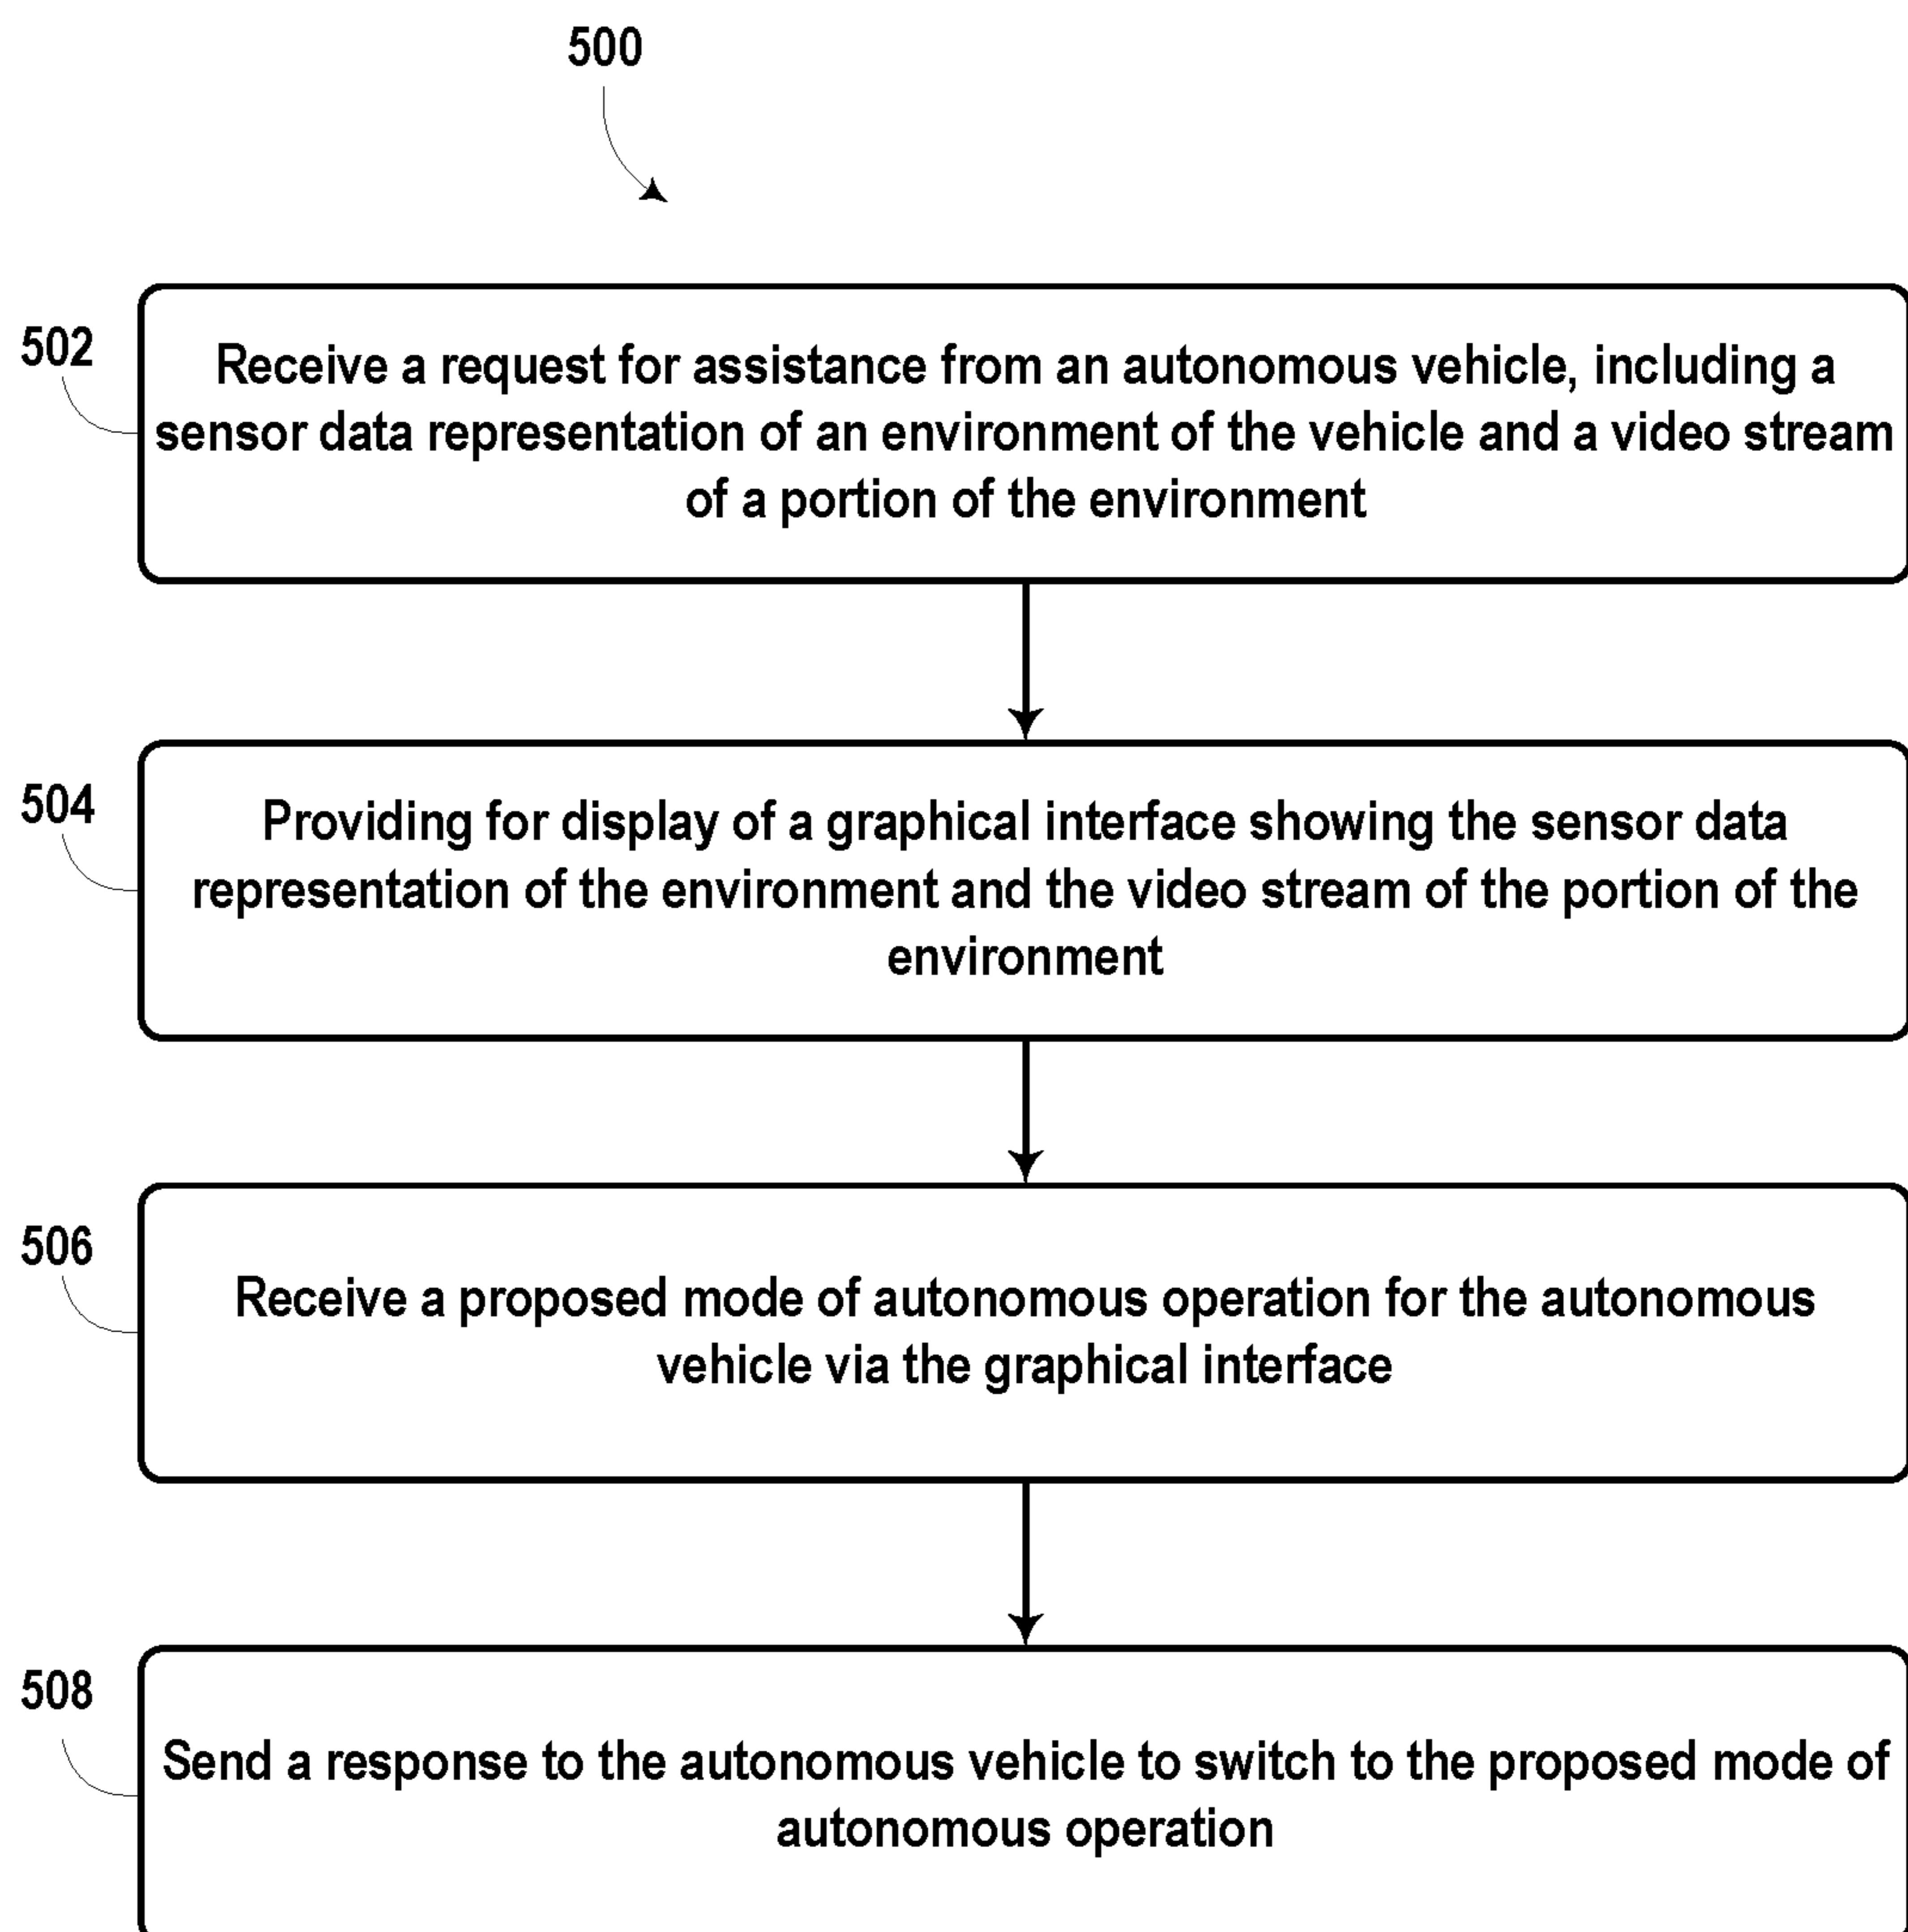 500
502
Receive a request for assistance from an autonomous vehicle, including a
sensor data representation of an environment of the vehicle and a video stream
of a portion of the environment
504
Providing for display of a graphical interface showing the sensor data
representation of the environment and the video stream of the portion of the
environment
506
Receive a proposed mode of autonomous operation for the autonomous
vehicle via the graphical interface
508
Send a response to the autonomous vehicle to switch to the proposed mode of
autonomous operation